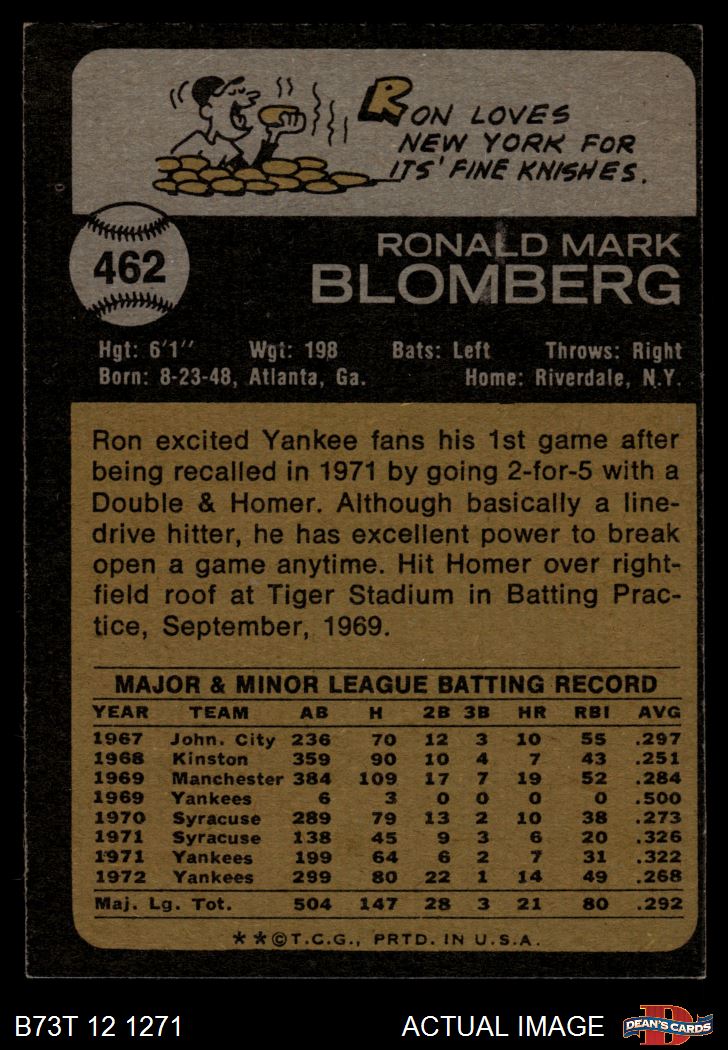 RON LOVES
NEW YORK FOR
ITS' FINE KNISHES.
462
RONALD MARK
BLOMBERG
Hgt: 6'1" Wgt: 198 Bats: Left Throws: Right
Born: 8-23-48, Atlanta, Ga. Home: Riverdale, N.Y.
Ron excited Yankee fans his 1st game after
being recalled in 1971 by going 2-for-5 with a
Double & Homer. Although basically a line-
drive hitter, he has excellent power to break
open a game anytime. Hit Homer over right-
field roof at Tiger Stadium in Batting Prac-
tice, September, 1969.
MAJOR & MINOR LEAGUE BATTING RECORD
YEAR TEAM AB H 2B 3B HR RBI AVG
1967 John. City 236 70 12 3 10 55 .297
1968 Kinston 359 90 10 4 7 43 .251
1969 Manchester 384 109 17 7 19 52 .284
1969 Yankees 6 3 0 0 0 0 .500
1970 Syracuse 289 79 13 2 10 38 .273
1971 Syracuse 138 45 9 3 6 20 .326
1971 Yankees 199 64 6 2 7 31 .322
1972 Yankees 299 80 22 1 14 49 .268
Maj. Lg. Tot. 504 147 28 3 21 80 .292
**©T.C.G., PRTD. IN U.S.A.
B73T 12 1271 ACTUAL IMAGE DEAN'S CARDS